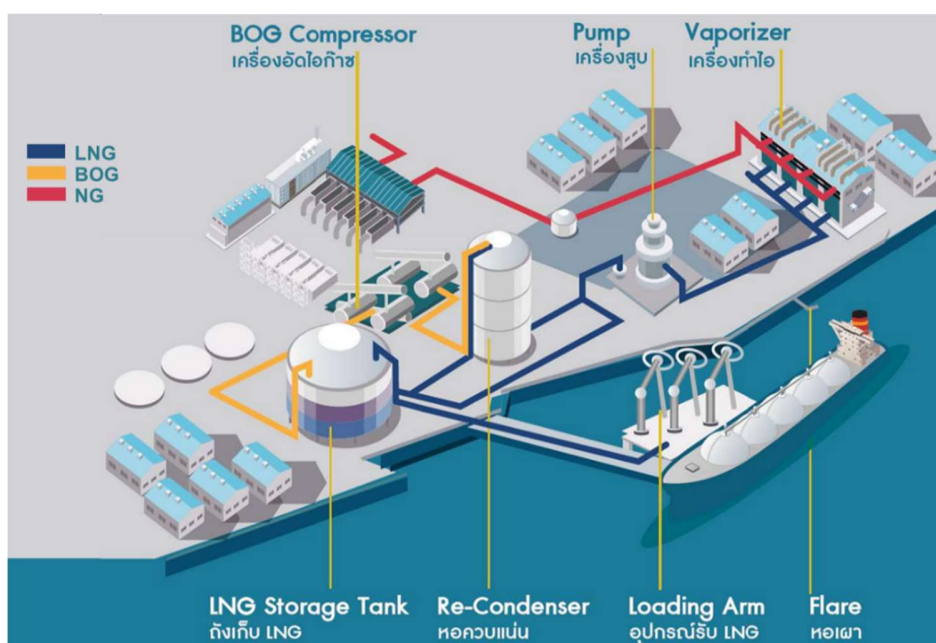 BOG Compressor
เครื่องอัดไอก๊าซ
Pump
เครื่องสูบ
Vaporizer
เครื่องทำไอ
LNG
BOG
NG
LNG Storage Tank
ถังเก็บ LNG
Re-Condenser
หอควบแน่น
Loading Arm
อุปกรณ์รับ LNG
Flare
หอเผา